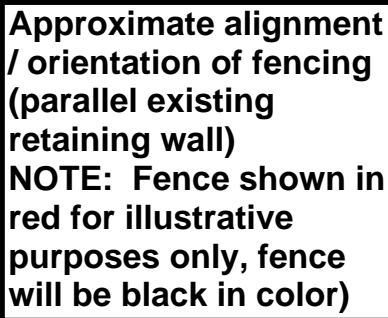 Approximate alignment
/ orientation of fencing
(parallel existing
retaining wall)
NOTE:  Fence shown in
red for illustrative
purposes only, fence
will be black in color)